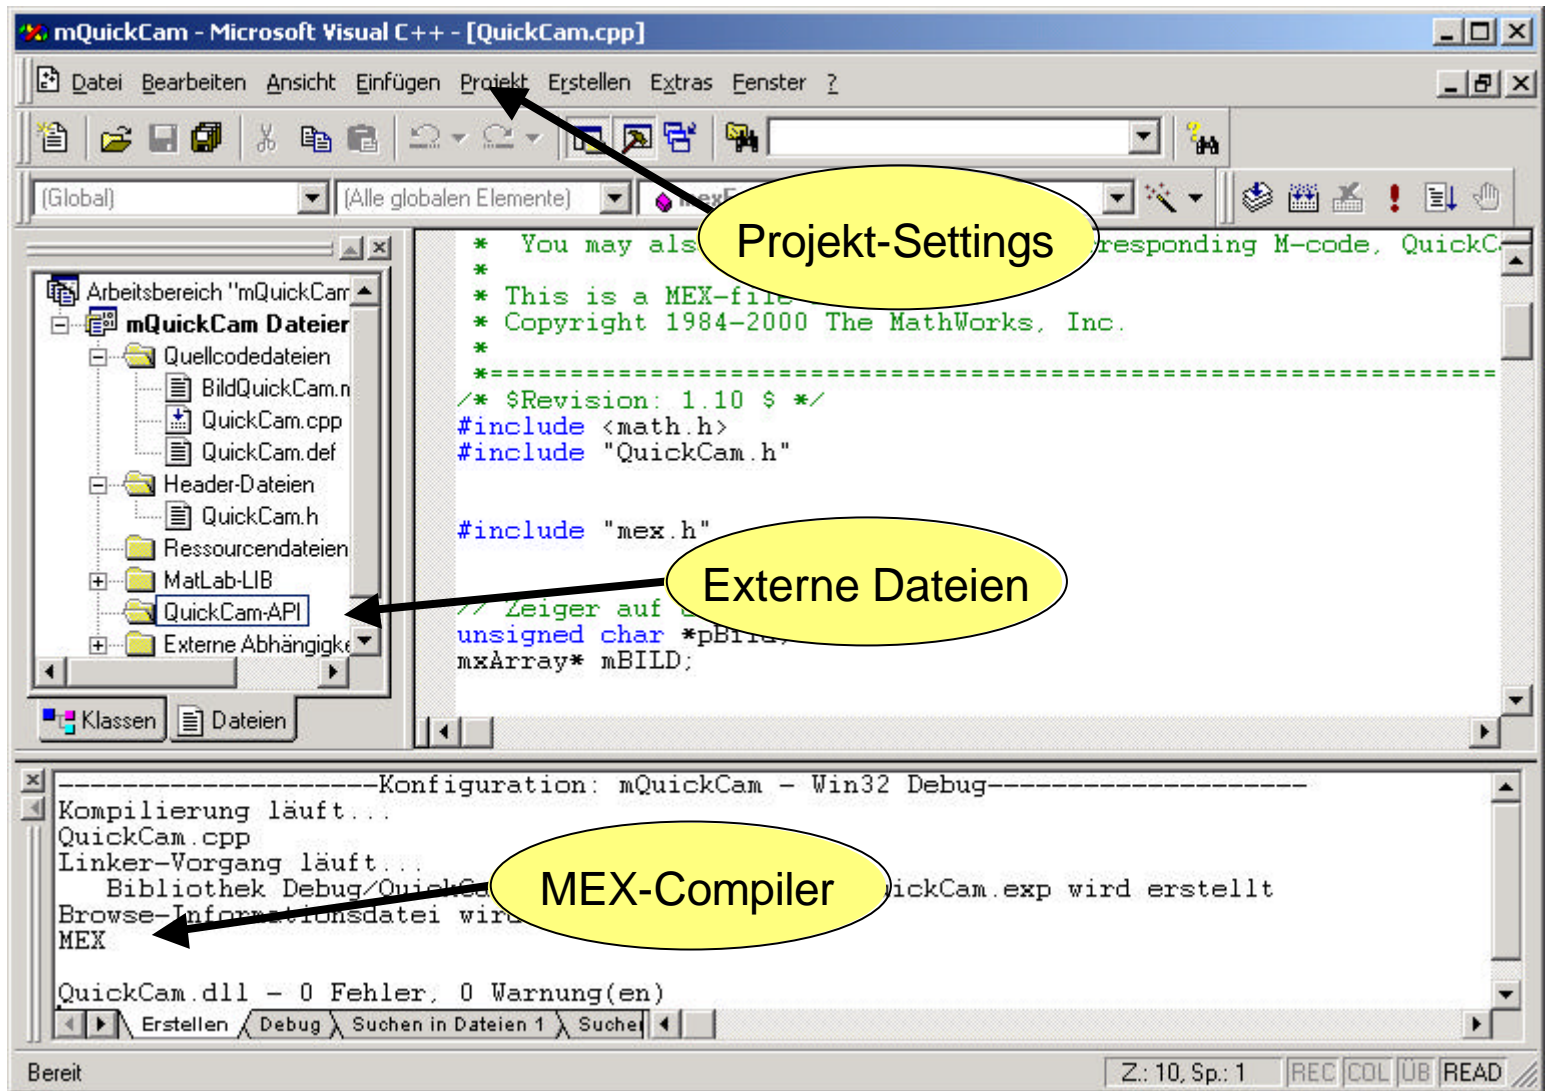 mQuickCam - Microsoft Visual C++ - [QuickCam.cpp]
Datei Bearbeiten Ansicht Einfügen Projekt Erstellen Extras Fenster ?
(Global) (Alle globalen Elemente)
Projekt-Settings
Arbeitsbereich "mQuickCam
mQuickCam Dateien
Quellcodedateien
BildQuickCam.m
QuickCam.cpp
QuickCam.def
Header-Dateien
QuickCam.h
Ressourcendateien
MatLab-LIB
QuickCam-API
Externe Abhängigke
Klassen Dateien
* You may als responding M-code, QuickC
*
* This is a MEX-file
* Copyright 1984-2000 The MathWorks, Inc.
*
*===============================================================
/* $Revision: 1.10 $ */
#include <math.h>
#include "QuickCam.h"
#include "mex.h"
Externe Dateien
// Zeiger auf
unsigned char *pBild;
mxArray* mBILD;
--------------------Konfiguration: mQuickCam - Win32 Debug--------------------
Kompilierung läuft...
QuickCam.cpp
Linker-Vorgang läuft...
Bibliothek Debug/QuickCa uickCam.exp wird erstellt
MEX-Compiler
Browse-Informationsdatei wird
MEX
QuickCam.dll - 0 Fehler, 0 Warnung(en)
Erstellen Debug Suchen in Dateien 1 Suche
Bereit Z.: 10, Sp.: 1 REC COL ÜB READ